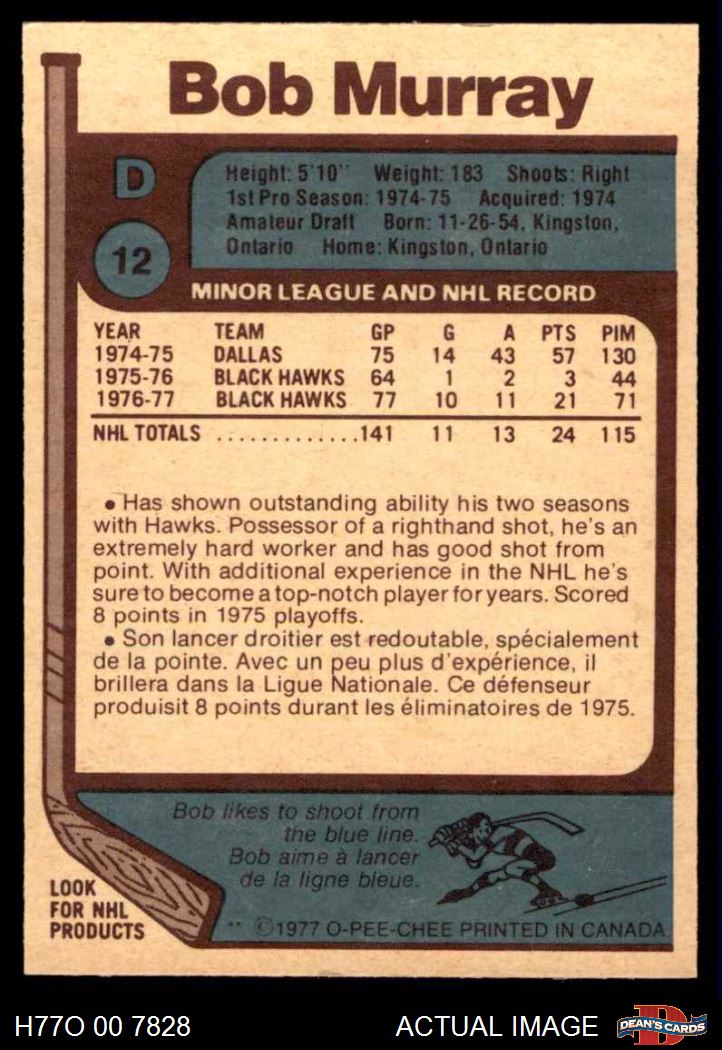 Bob Murray
D
12
Height: 5'10" Weight: 183 Shoots: Right
1st Pro Season: 1974-75 Acquired: 1974
Amateur Draft Born: 11-26-54, Kingston,
Ontario Home: Kingston, Ontario
MINOR LEAGUE AND NHL RECORD
YEAR TEAM GP G A PTS PIM
1974-75 DALLAS 75 14 43 57 130
1975-76 BLACK HAWKS 64 1 2 3 44
1976-77 BLACK HAWKS 77 10 11 21 71
NHL TOTALS .............141 11 13 24 115
• Has shown outstanding ability his two seasons
with Hawks. Possessor of a righthand shot, he's an
extremely hard worker and has good shot from
point. With additional experience in the NHL he's
sure to become a top-notch player for years. Scored
8 points in 1975 playoffs.
• Son lancer droitier est redoutable, spécialement
de la pointe. Avec un peu plus d'expérience, il
brillera dans la Ligue Nationale. Ce défenseur
produisit 8 points durant les éliminatoires de 1975.
Bob likes to shoot from
the blue line.
Bob aime à lancer
de la ligne bleue.
LOOK
FOR NHL
PRODUCTS
** ©1977 O-PEE-CHEE PRINTED IN CANADA
H77O 00 7828
ACTUAL IMAGE
D
DEAN'S CARDS